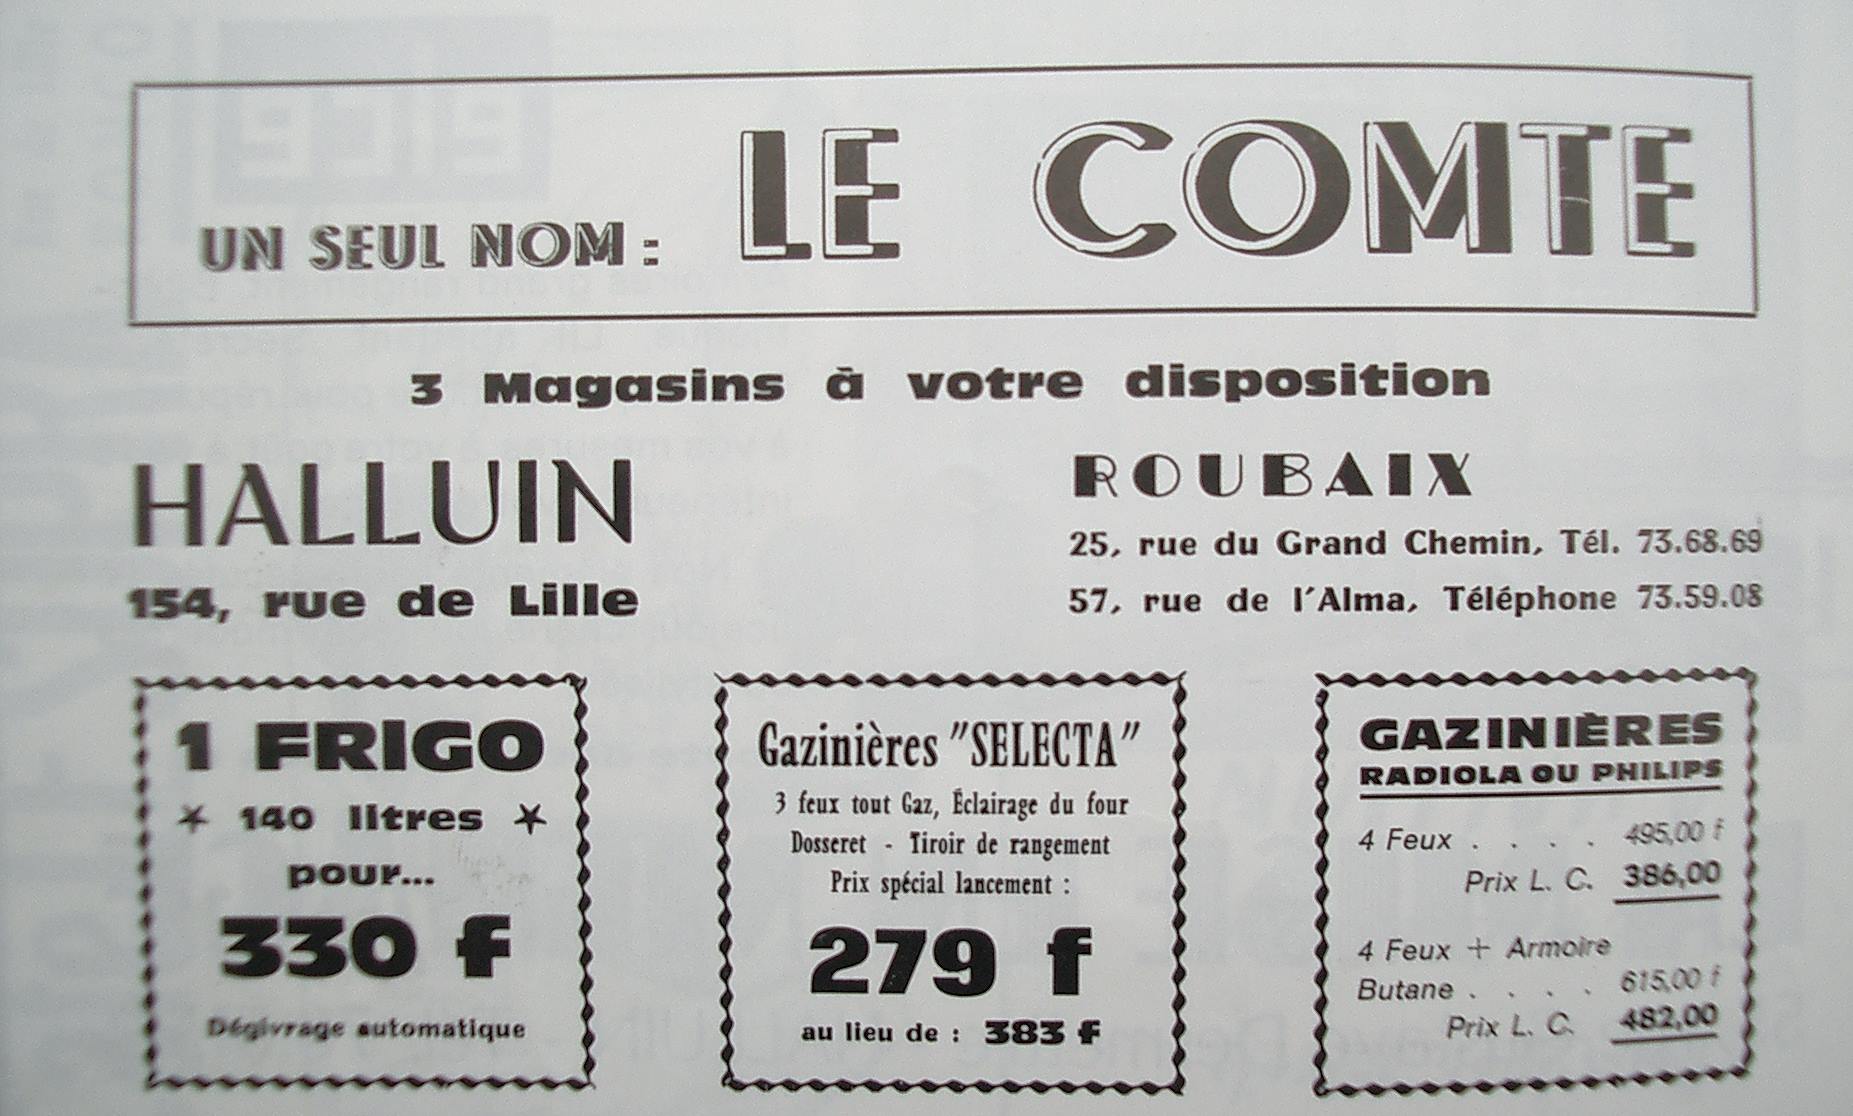 UN SEUL NOM : LE COMTE
3 Magasins à votre disposition
HALLUIN
154, rue de Lille
ROUBAIX
25, rue du Grand Chemin, Tél. 73.68.69
57, rue de l'Alma, Téléphone 73.59.08
1 FRIGO
* 140 litres *
pour...
330 f
Dégivrage automatique
Gazinières "SELECTA"
3 feux tout Gaz, Éclairage du four
Dosseret - Tiroir de rangement
Prix spécial lancement :
279 f
au lieu de : 383 f
GAZINIÈRES
RADIOLA OU PHILIPS
4 Feux . . . . 495,00 f
Prix L. C. 386,00
4 Feux + Armoire
Butane . . . . 615,00 f
Prix L. C. 482,00